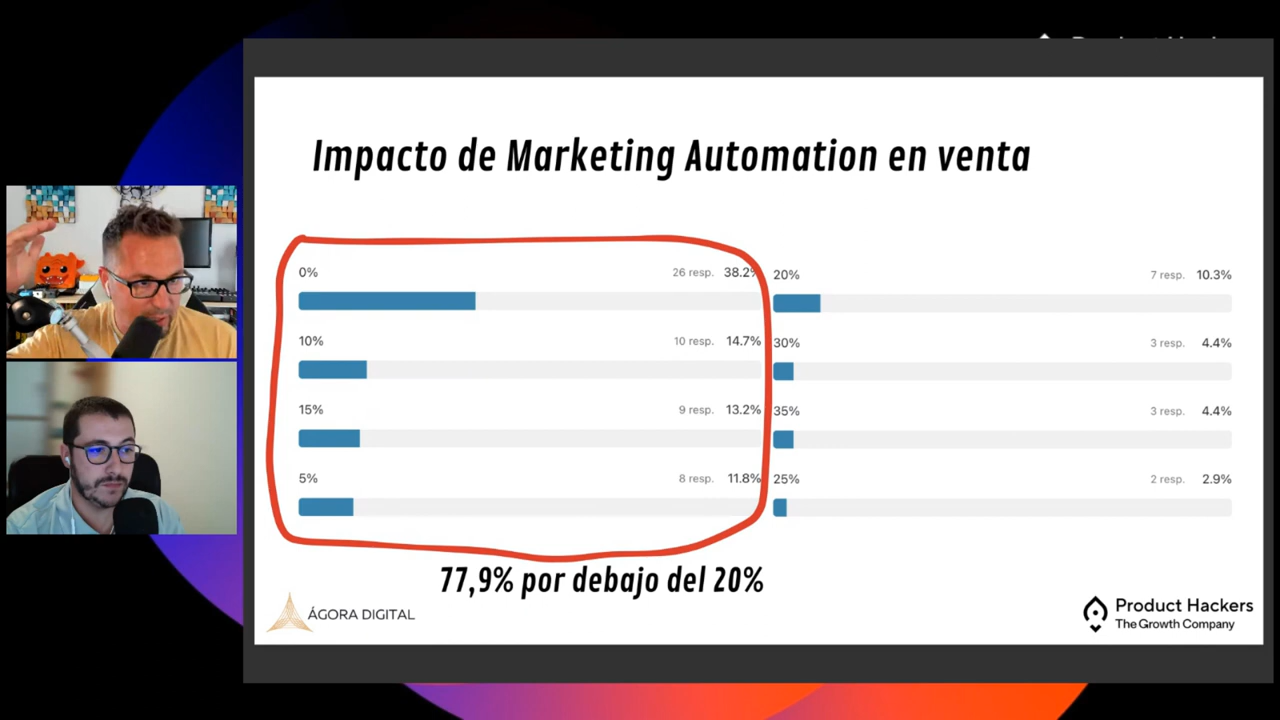 Impacto de Marketing Automation en venta
0% 26 resp. 38.2%
10% 10 resp. 14.7%
15% 9 resp. 13.2%
5% 8 resp. 11.8%
20% 7 resp. 10.3%
30% 3 resp. 4.4%
35% 3 resp. 4.4%
25% 2 resp. 2.9%
77,9% por debajo del 20%
ÁGORA DIGITAL
Product Hackers
The Growth Company